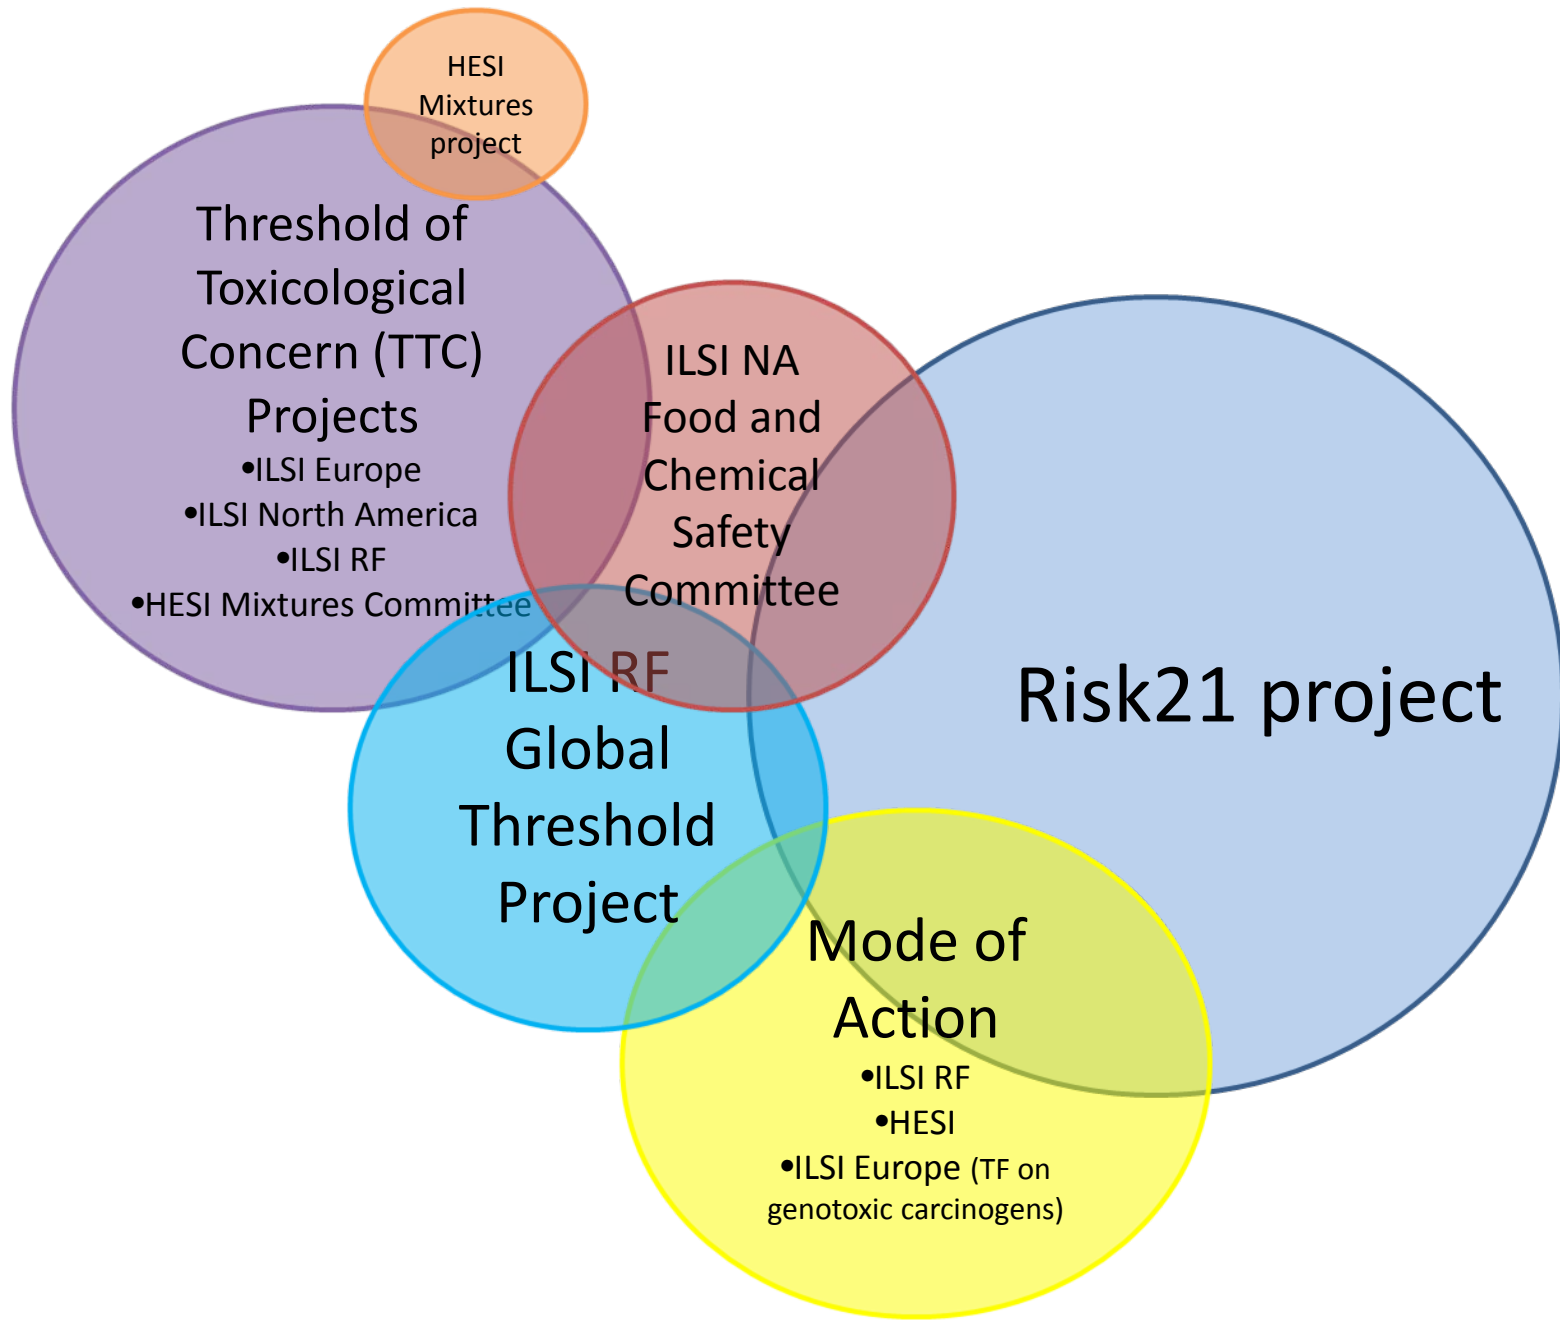 HESI
Mixtures
project
Threshold of
Toxicological
Concern (TTC)
Projects
•ILSI Europe
•ILSI North America
•ILSI RF
•HESI Mixtures Committee
ILSI NA
Food and
Chemical
Safety
Committee
ILSI RF
Global
Threshold
Project
Risk21 project
Mode of
Action
•ILSI RF
•HESI
•ILSI Europe (TF on
genotoxic carcinogens)